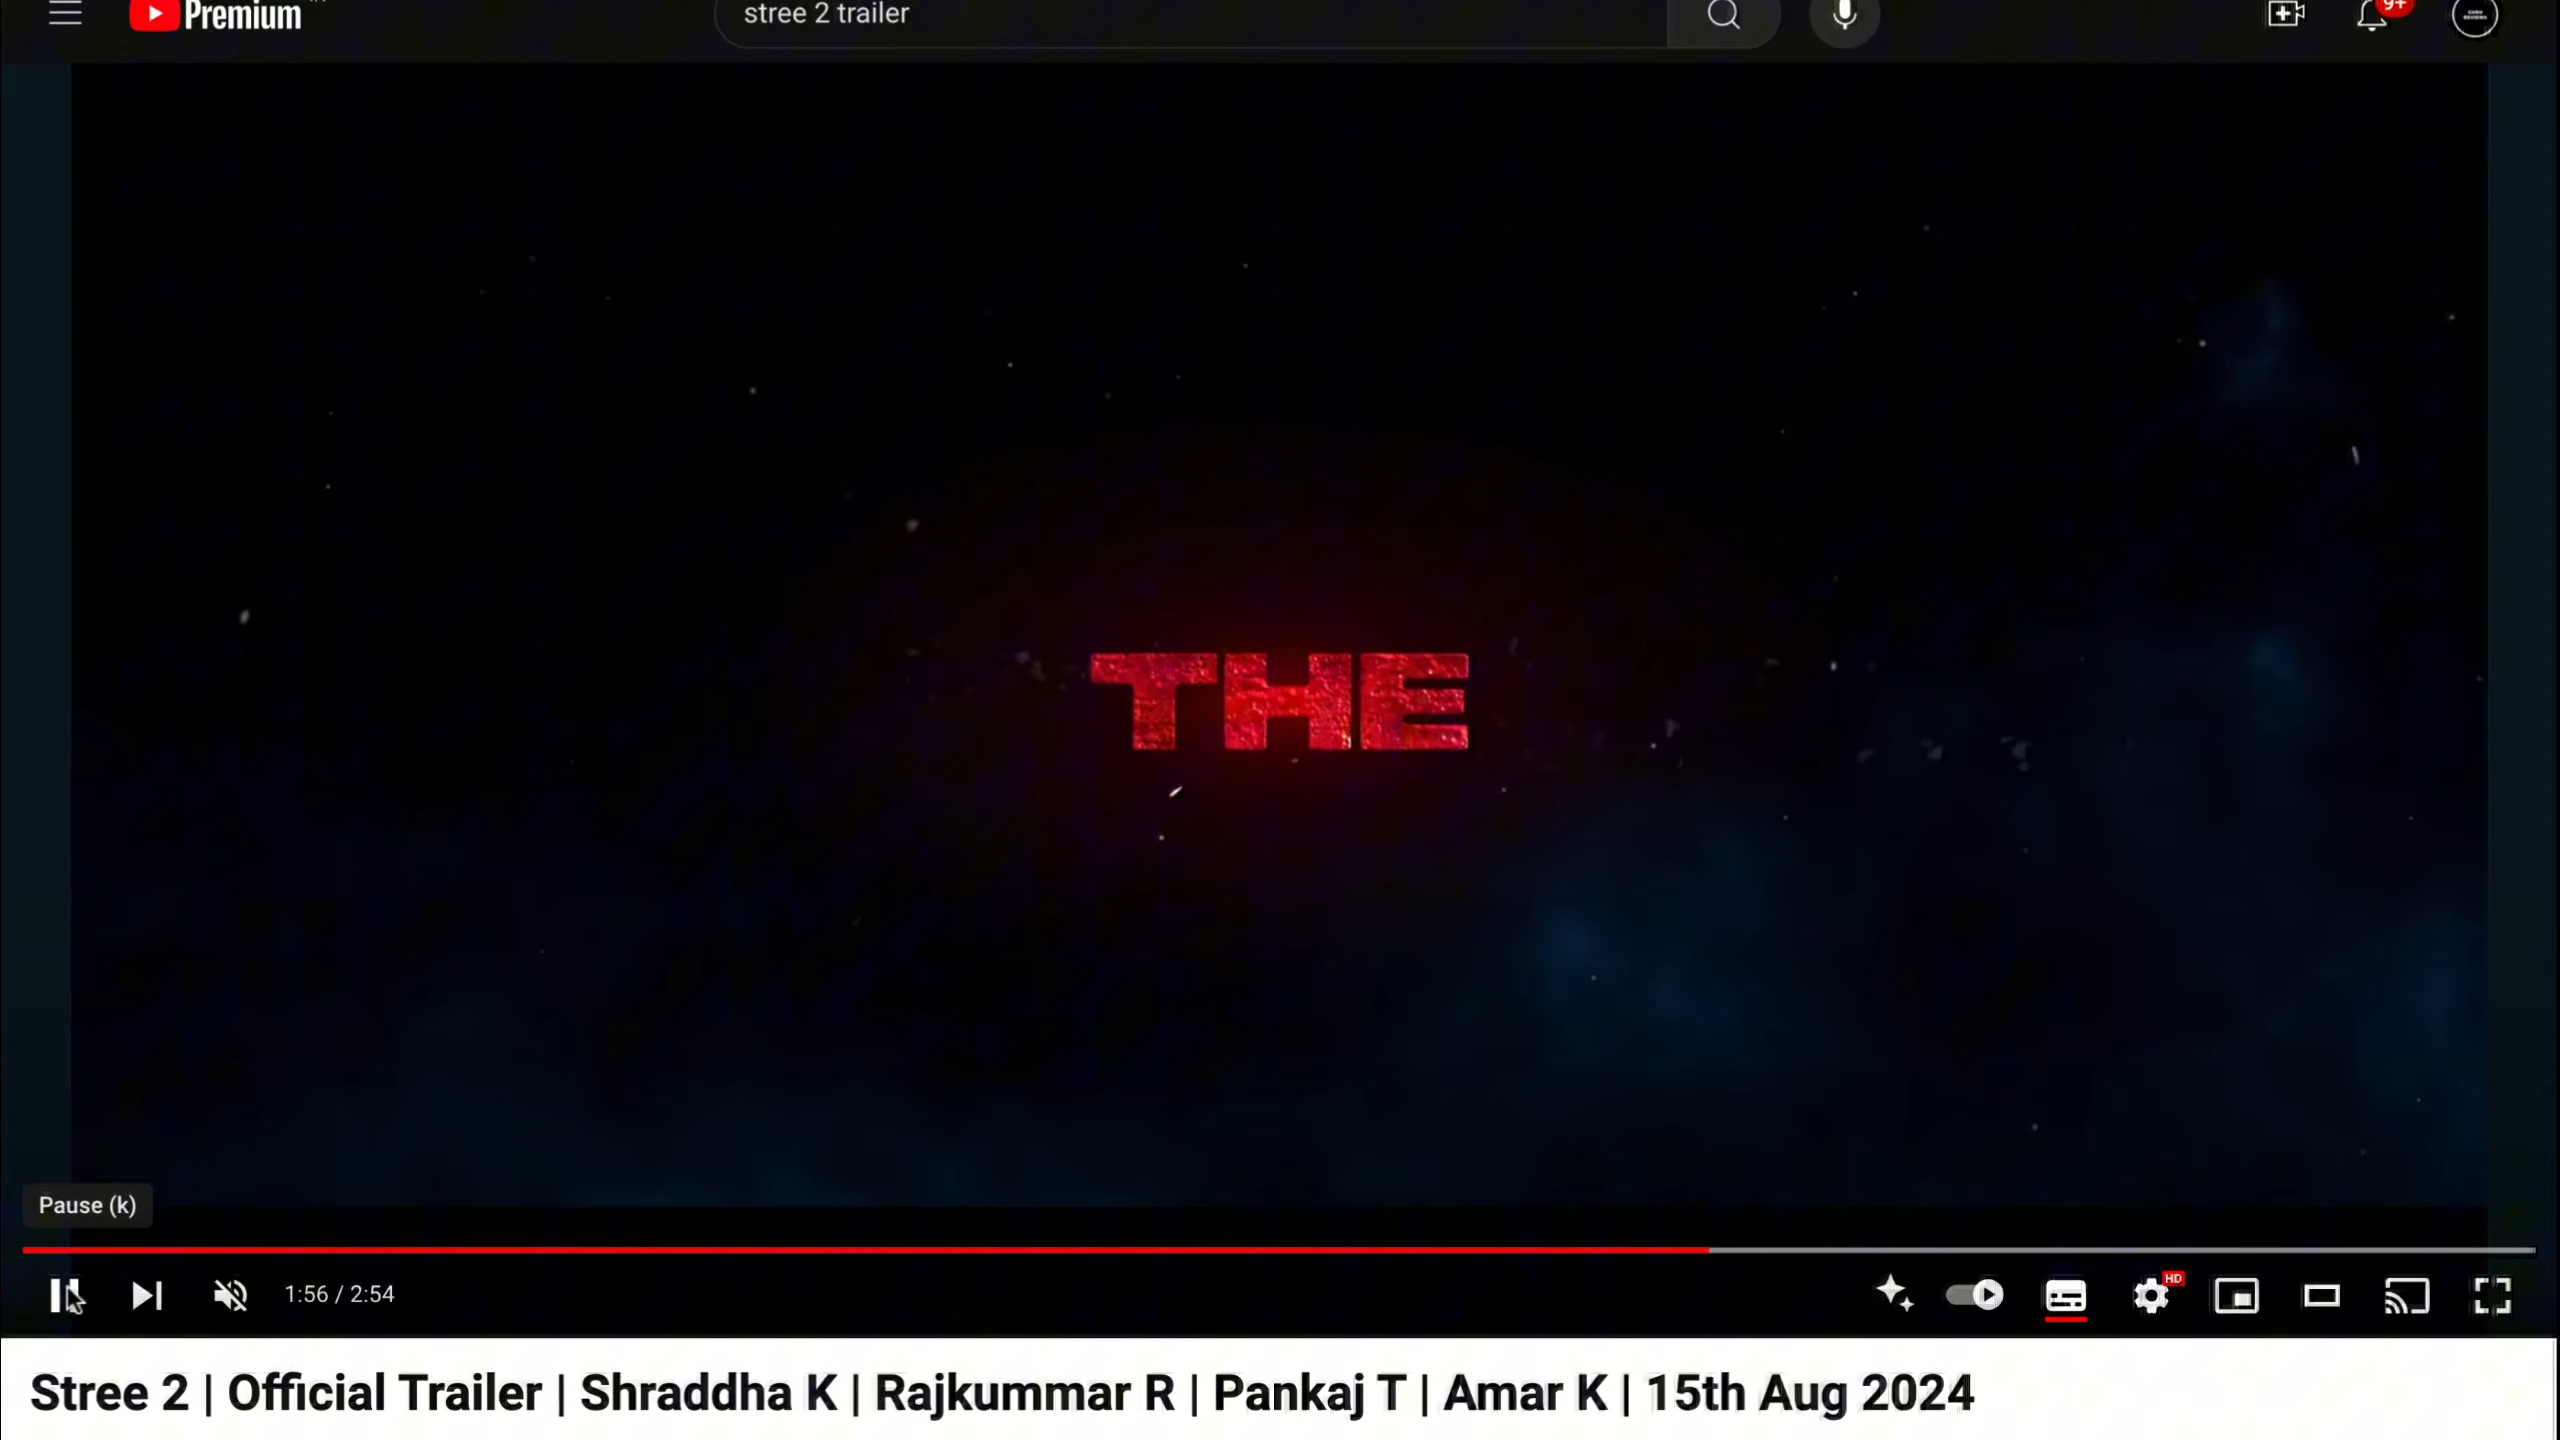 Premium
stree 2 trailer
9+
THE
Pause (k)
1:56 / 2:54
HD
Stree 2 | Official Trailer | Shraddha K | Rajkummar R | Pankaj T | Amar K | 15th Aug 2024